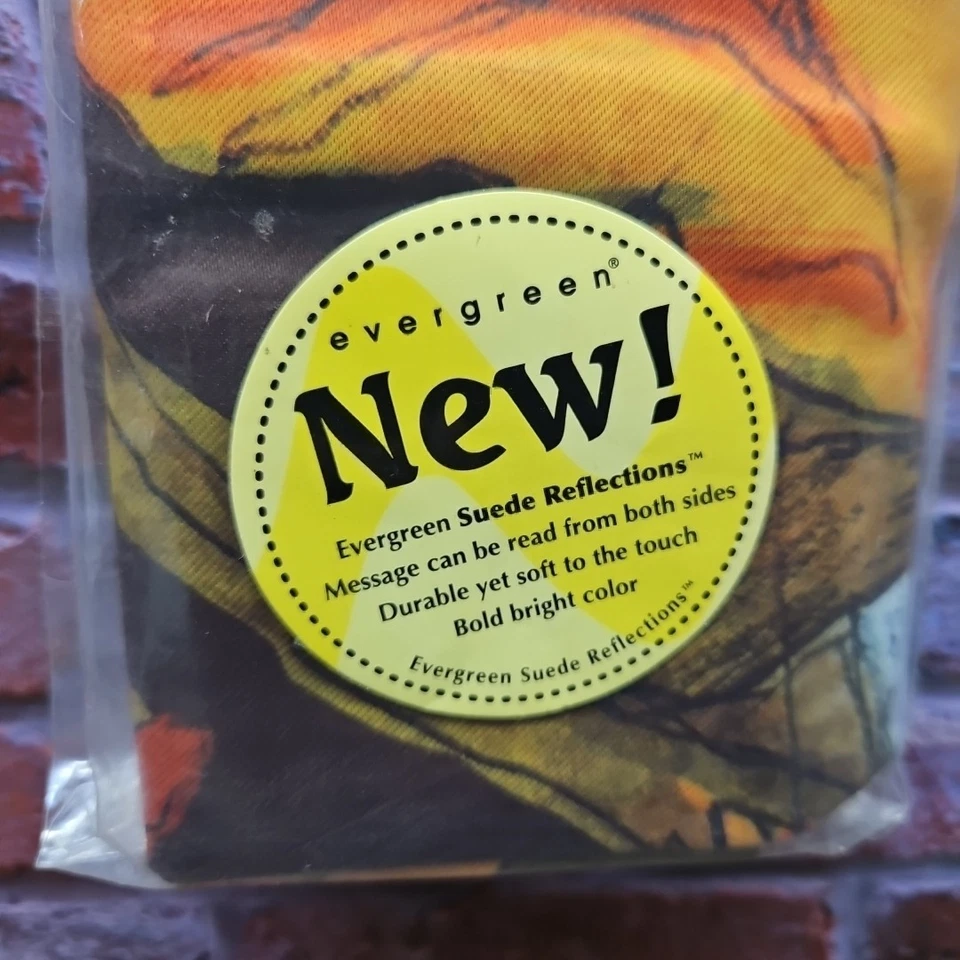 evergreen®
New!
Evergreen Suede Reflections™
Message can be read from both sides
Durable yet soft to the touch
Bold bright color
Evergreen Suede Reflections™